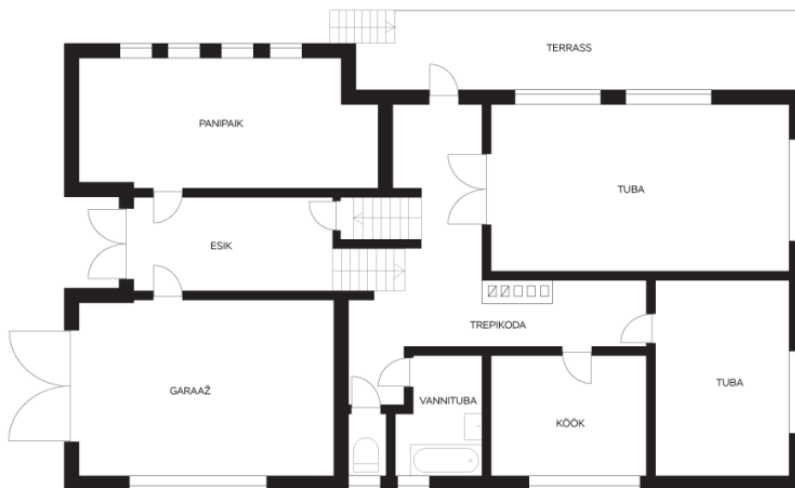 TERRASS
PANIPAIK
TUBA
ESIK
TREPIKODA
GARAAŽ
VANNITUBA
KÖÖK
TUBA